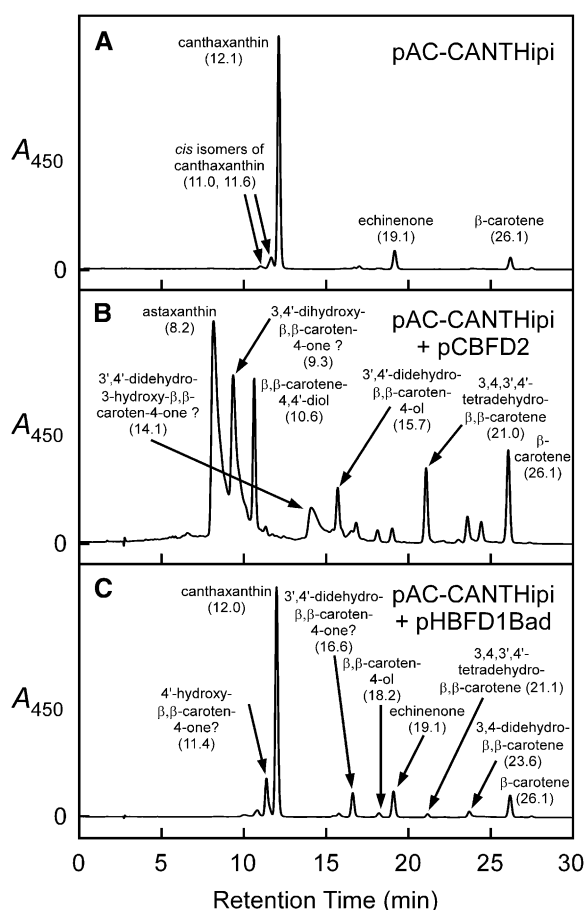 A
pAC-CANTHipi
canthaxanthin
(12.1)
A450
cis isomers of
canthaxanthin
(11.0, 11.6)
echinenone
(19.1)
β-carotene
(26.1)
0
B
pAC-CANTHipi
+ pCBFD2
astaxanthin
(8.2)
3,4'-dihydroxy-
β,β-caroten-
4-one ?
(9.3)
3',4'-didehydro-
3-hydroxy-β,β-
caroten-4-one ?
(14.1)
β,β-carotene-
4,4'-diol
(10.6)
3',4'-didehydro-
β,β-caroten-
4-ol
(15.7)
3,4,3',4'-
tetradehydro-
β,β-carotene
(21.0)
β-
carotene
(26.1)
A450
0
C
pAC-CANTHipi
+ pHBFD1Bad
canthaxanthin
(12.0)
3',4'-didehydro-
β,β-caroten-
4-one?
(16.6)
4'-hydroxy-
β,β-caroten-
4-one?
(11.4)
β,β-caroten-
4-ol
(18.2)
echinenone
(19.1)
3,4,3',4'-
tetradehydro-
β,β-carotene (21.1)
3,4-didehydro-
β,β-carotene
(23.6)
β-carotene
(26.1)
A450
0
0 5 10 15 20 25 30
Retention Time (min)